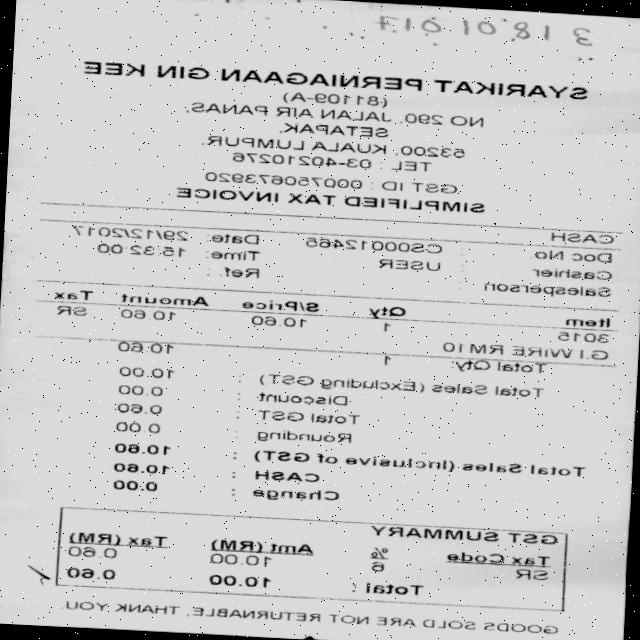 3 18 01 017
SYARIKAT PERNIAGAAN GIN KEE
(81109-A)
NO 290, JALAN AIR PANAS,
SETAPAK,
53200, KUALA LUMPUR.
TEL : 03-40210276
GST ID : 000750673920
SIMPLIFIED TAX INVOICE
CASH
Doc No : CS00012465 Date: 29/12/2017
Cashier : USER Time: 15:32:00
Salesperson : Ref. :
Item Qty S/Price Amount Tax
3015 1 10.60 10.60 SR
G.I WIRE RM10
Total Qty: 1 10.60
Total Sales (Excluding GST) : 10.00
Discount : 0.00
Total GST : 0.60
Rounding : 0.00
Total Sales (Inclusive of GST) : 10.60
CASH : 10.60
Change : 0.00
GST SUMMARY
Tax Code % Amt (RM) Tax (RM)
SR 6 10.00 0.60
Total : 10.00 0.60
GOODS SOLD ARE NOT RETURNABLE, THANK YOU